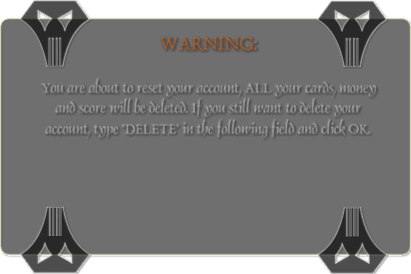 WARNING:
You are about to reset your account, ALL your cards, money
and score will be deleted. If you still want to delete your
account, type "DELETE" in the following field and click OK.